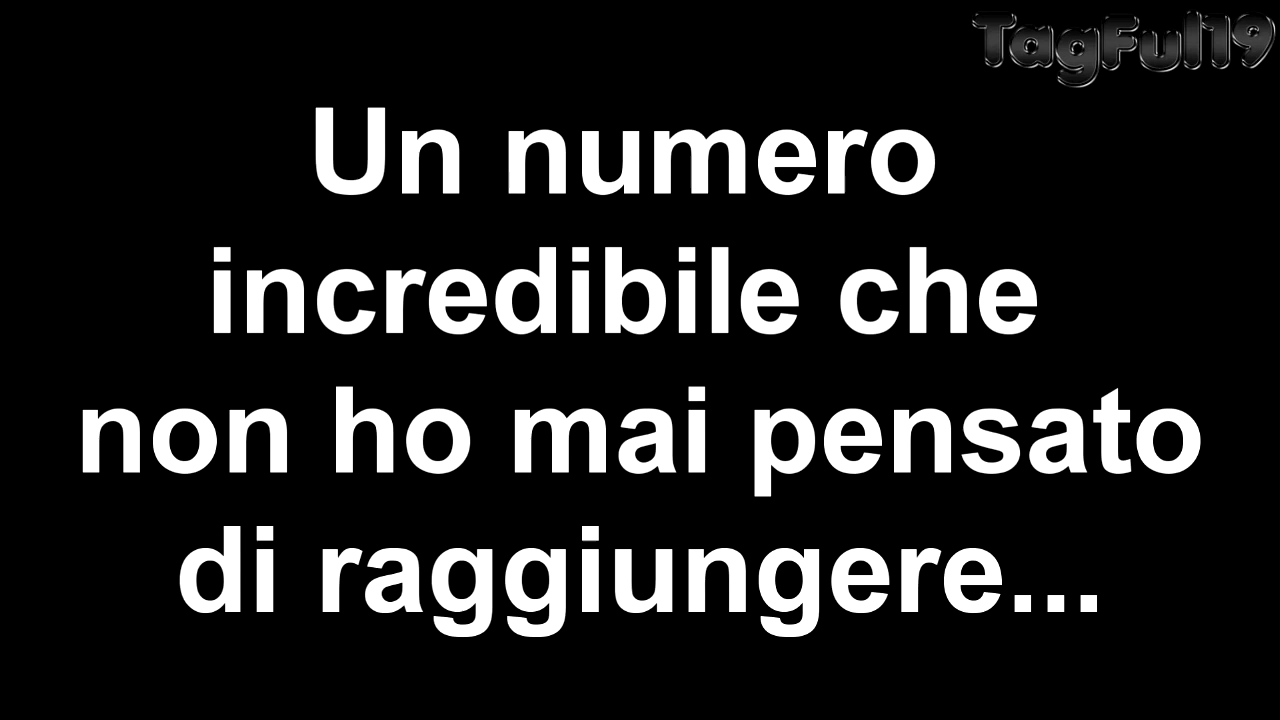 TagFul19
Un numero
incredibile che
non ho mai pensato
di raggiungere...